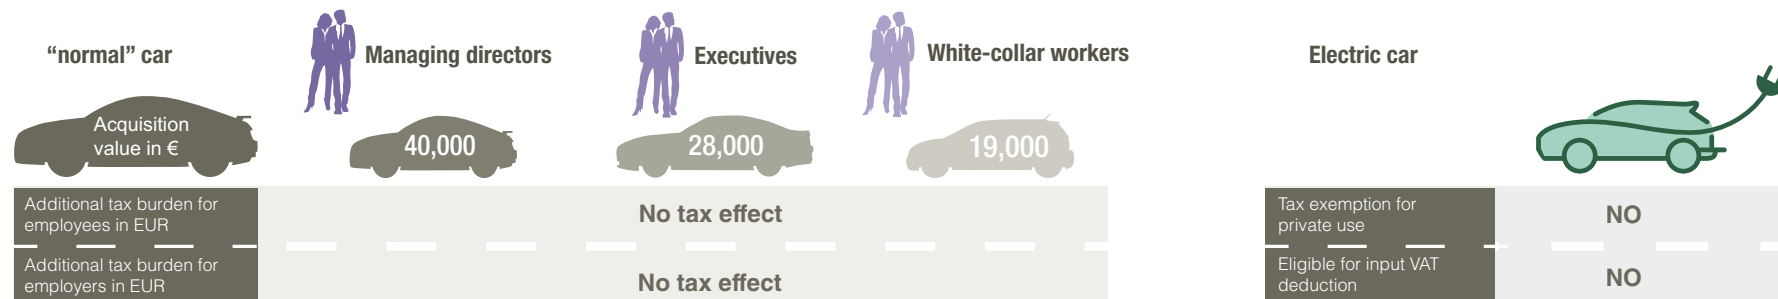 “normal” car
Managing directors
Executives
White-collar workers
Electric car
Acquisition
value in €
40,000
28,000
19,000
Additional tax burden for
employees in EUR
No tax effect
Additional tax burden for
employers in EUR
No tax effect
Tax exemption for
private use
NO
Eligible for input VAT
deduction
NO